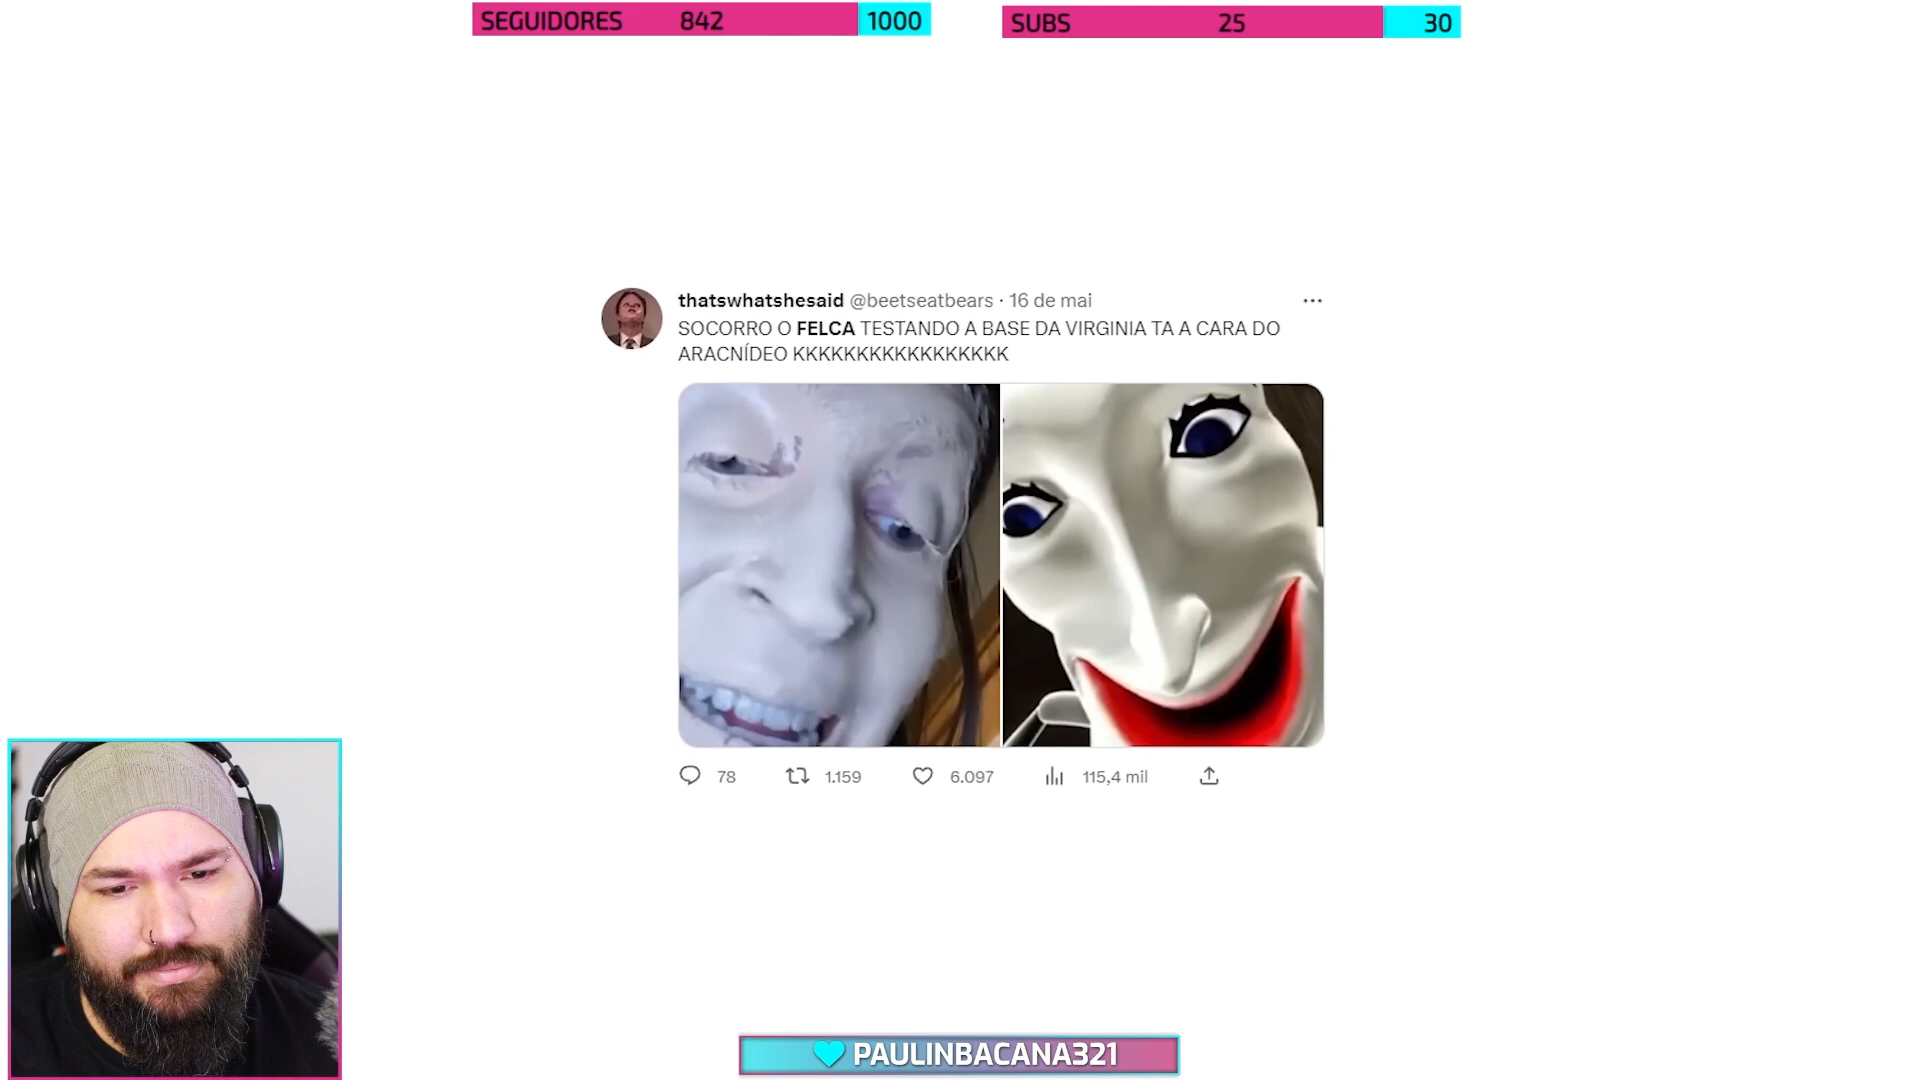 SEGUIDORES 842 1000
SUBS 25 30
thatswhatshesaid @beetseatbears · 16 de mai
SOCORRO O FELCA TESTANDO A BASE DA VIRGINIA TA A CARA DO
ARACNÍDEO KKKKKKKKKKKKKKKKK
78 1.159 6.097 115,4 mil
PAULINBACANA321